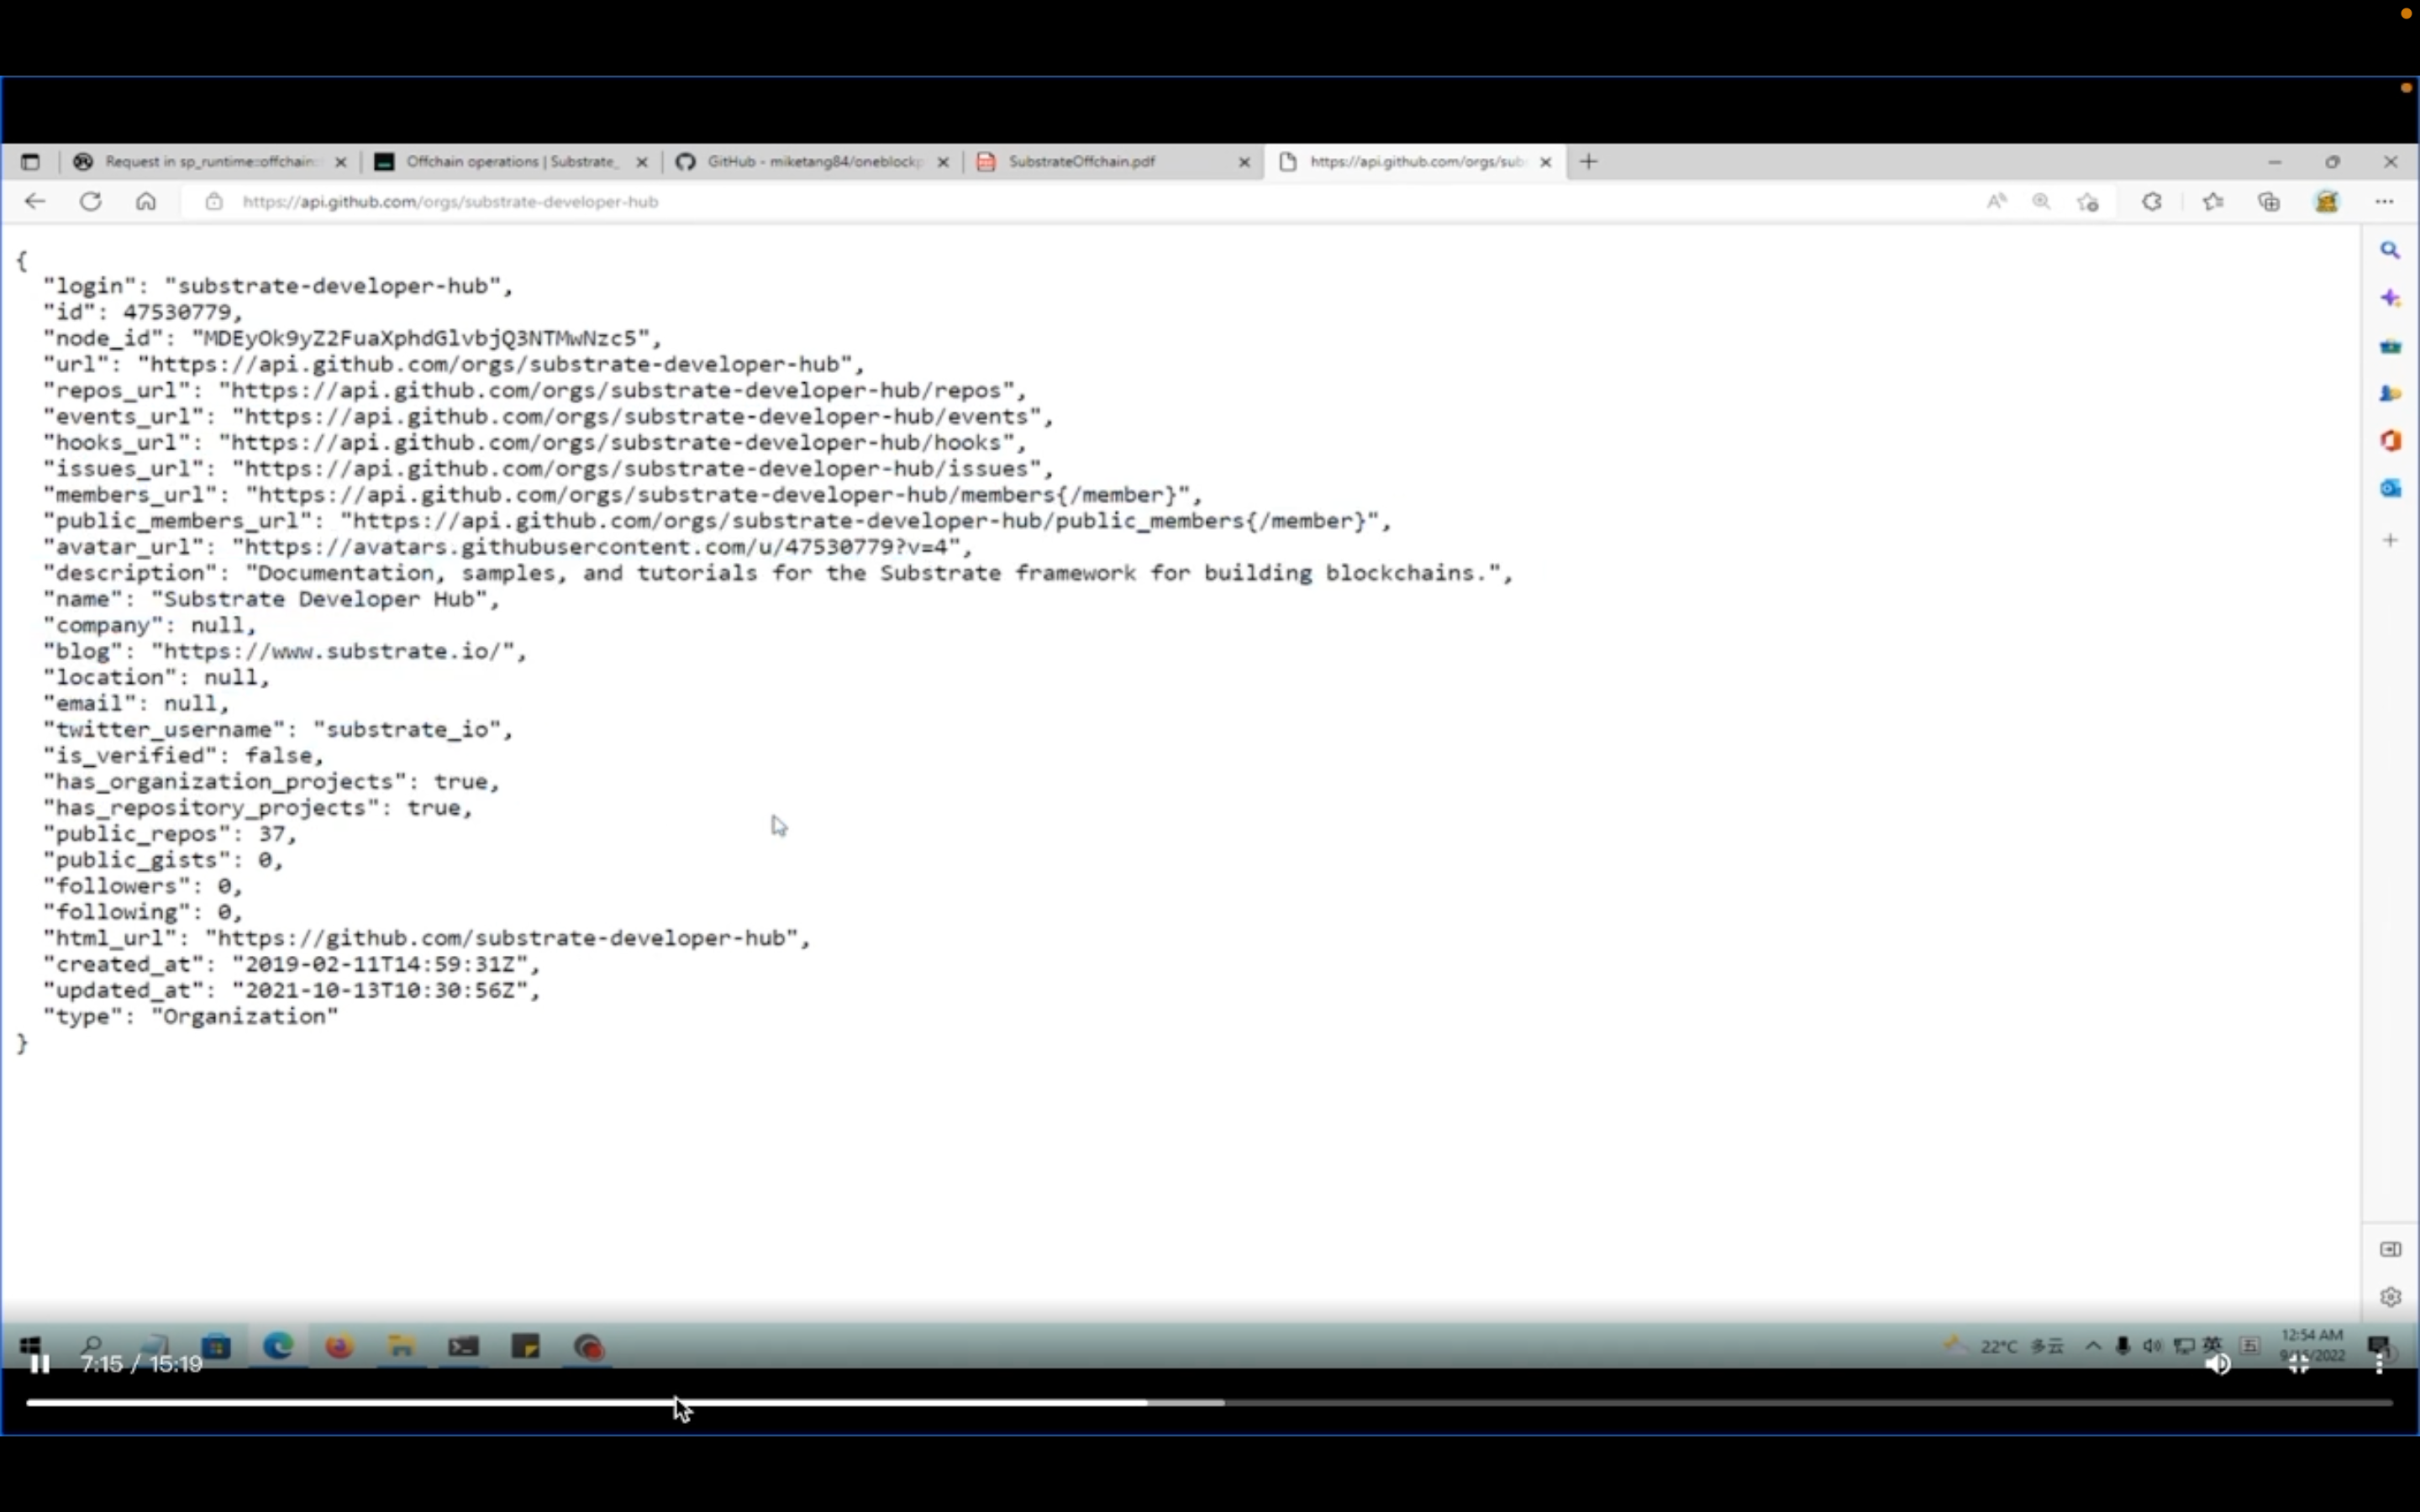 Request in sp_runtime::offchain::
Offchain operations | Substrate_
GitHub - miketang84/oneblockp
SubstrateOffchain.pdf
https://api.github.com/orgs/sub
https://api.github.com/orgs/substrate-developer-hub
{
"login": "substrate-developer-hub",
"id": 47530779,
"node_id": "MDEyOk9yZ2FuaXphdGlvbjQ3NTMwNzc5",
"url": "https://api.github.com/orgs/substrate-developer-hub",
"repos_url": "https://api.github.com/orgs/substrate-developer-hub/repos",
"events_url": "https://api.github.com/orgs/substrate-developer-hub/events",
"hooks_url": "https://api.github.com/orgs/substrate-developer-hub/hooks",
"issues_url": "https://api.github.com/orgs/substrate-developer-hub/issues",
"members_url": "https://api.github.com/orgs/substrate-developer-hub/members{/member}",
"public_members_url": "https://api.github.com/orgs/substrate-developer-hub/public_members{/member}",
"avatar_url": "https://avatars.githubusercontent.com/u/47530779?v=4",
"description": "Documentation, samples, and tutorials for the Substrate framework for building blockchains.",
"name": "Substrate Developer Hub",
"company": null,
"blog": "https://www.substrate.io/",
"location": null,
"email": null,
"twitter_username": "substrate_io",
"is_verified": false,
"has_organization_projects": true,
"has_repository_projects": true,
"public_repos": 37,
"public_gists": 0,
"followers": 0,
"following": 0,
"html_url": "https://github.com/substrate-developer-hub",
"created_at": "2019-02-11T14:59:31Z",
"updated_at": "2021-10-13T10:30:56Z",
"type": "Organization"
}
22°C 多云
英
五
12:54 AM
9/15/2022
7:15 / 15:19